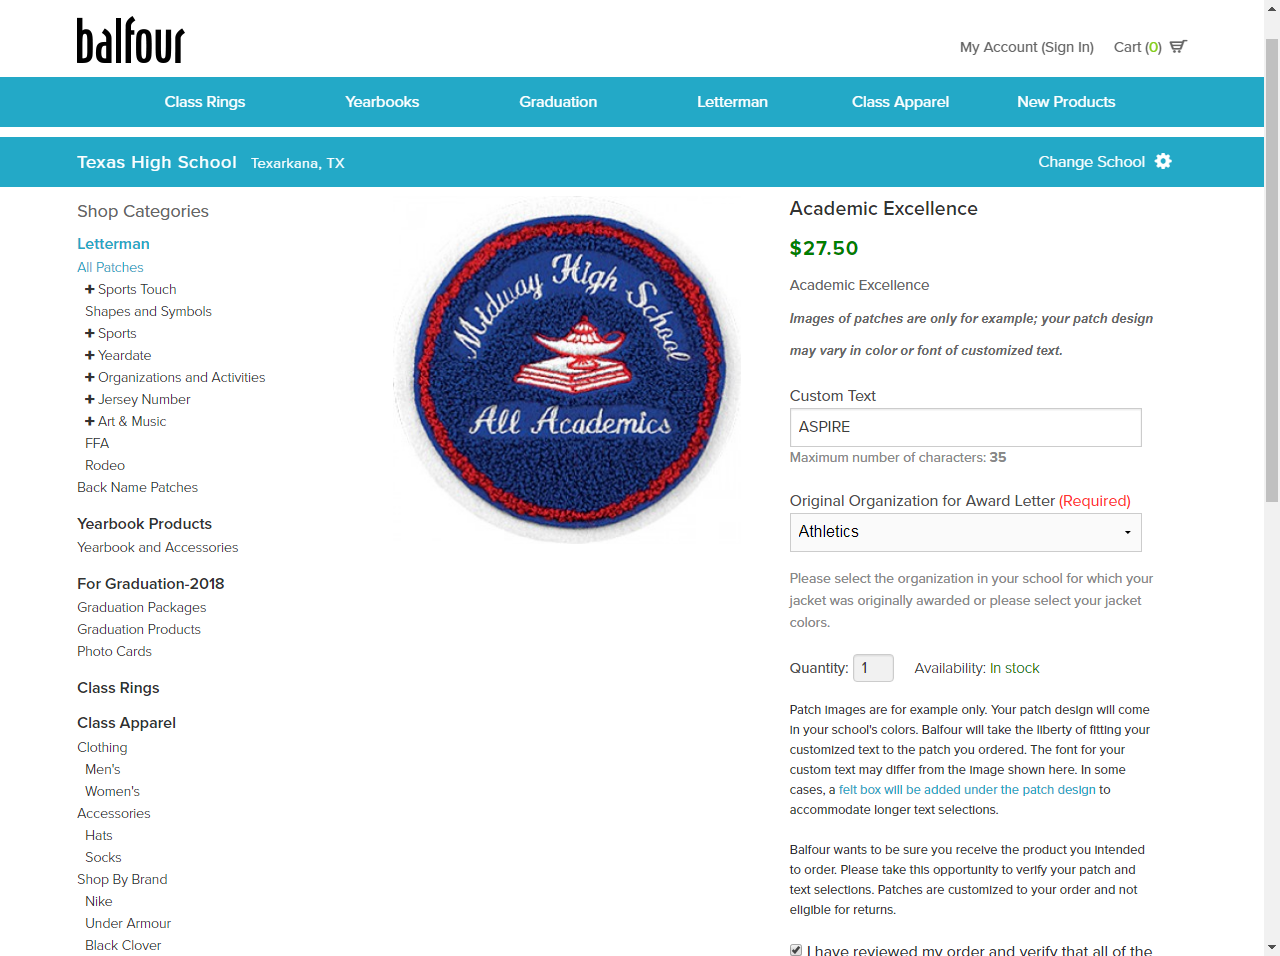 balfour
My Account (Sign In) Cart (0)
Class Rings Yearbooks Graduation Letterman Class Apparel New Products
Texas High School Texarkana, TX Change School
Shop Categories
Letterman
All Patches
+ Sports Touch
Shapes and Symbols
+ Sports
+ Yeardate
+ Organizations and Activities
+ Jersey Number
+ Art & Music
FFA
Rodeo
Back Name Patches
Yearbook Products
Yearbook and Accessories
For Graduation-2018
Graduation Packages
Graduation Products
Photo Cards
Class Rings
Class Apparel
Clothing
Men's
Women's
Accessories
Hats
Socks
Shop By Brand
Nike
Under Armour
Black Clover
Midway High School
All Academics
Academic Excellence
$27.50
Academic Excellence
Images of patches are only for example; your patch design
may vary in color or font of customized text.
Custom Text
ASPIRE
Maximum number of characters: 35
Original Organization for Award Letter (Required)
Athletics
Please select the organization in your school for which your
jacket was originally awarded or please select your jacket
colors.
Quantity: 1 Availability: In stock
Patch images are for example only. Your patch design will come
in your school's colors. Balfour will take the liberty of fitting your
customized text to the patch you ordered. The font for your
custom text may differ from the image shown here. In some
cases, a felt box will be added under the patch design to
accommodate longer text selections.
Balfour wants to be sure you receive the product you intended
to order. Please take this opportunity to verify your patch and
text selections. Patches are customized to your order and not
eligible for returns.
I have reviewed my order and verify that all of the